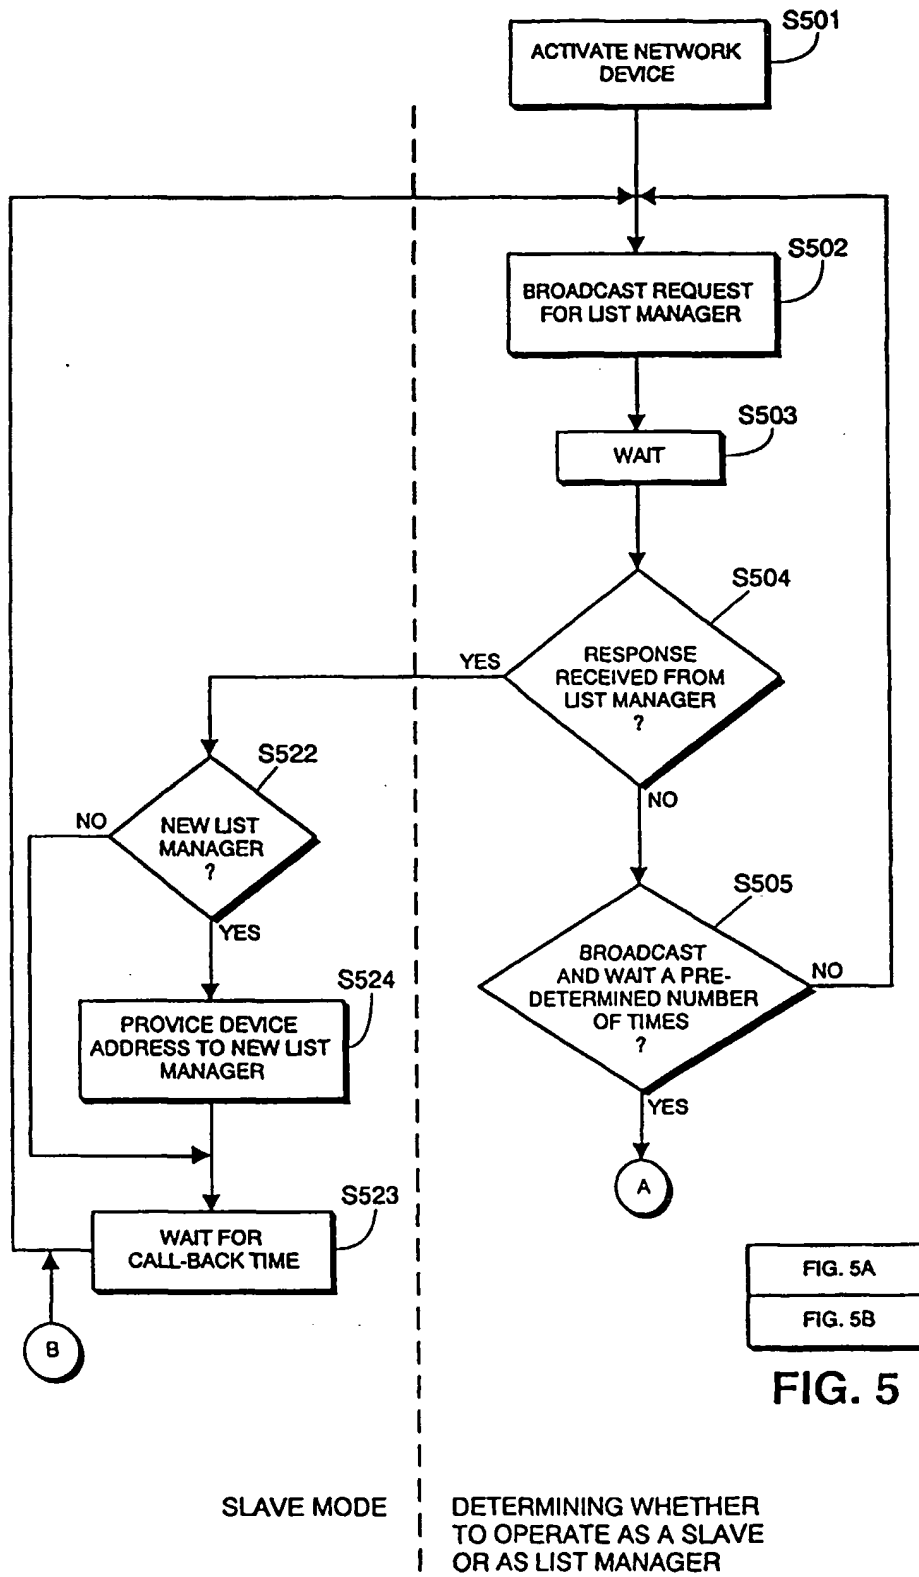 S501
ACTIVATE NETWORK
DEVICE
S502
BROADCAST REQUEST
FOR LIST MANAGER
S503
WAIT
S504
YES
RESPONSE
RECEIVED FROM
LIST MANAGER
?
NO
S522
NO
NEW LIST
MANAGER
?
YES
S505
BROADCAST
AND WAIT A PRE-
DETERMINED NUMBER
OF TIMES
?
NO
YES
S524
PROVICE DEVICE
ADDRESS TO NEW LIST
MANAGER
A
S523
WAIT FOR
CALL-BACK TIME
B
FIG. 5A
FIG. 5B
FIG. 5
SLAVE MODE
DETERMINING WHETHER
TO OPERATE AS A SLAVE
OR AS LIST MANAGER